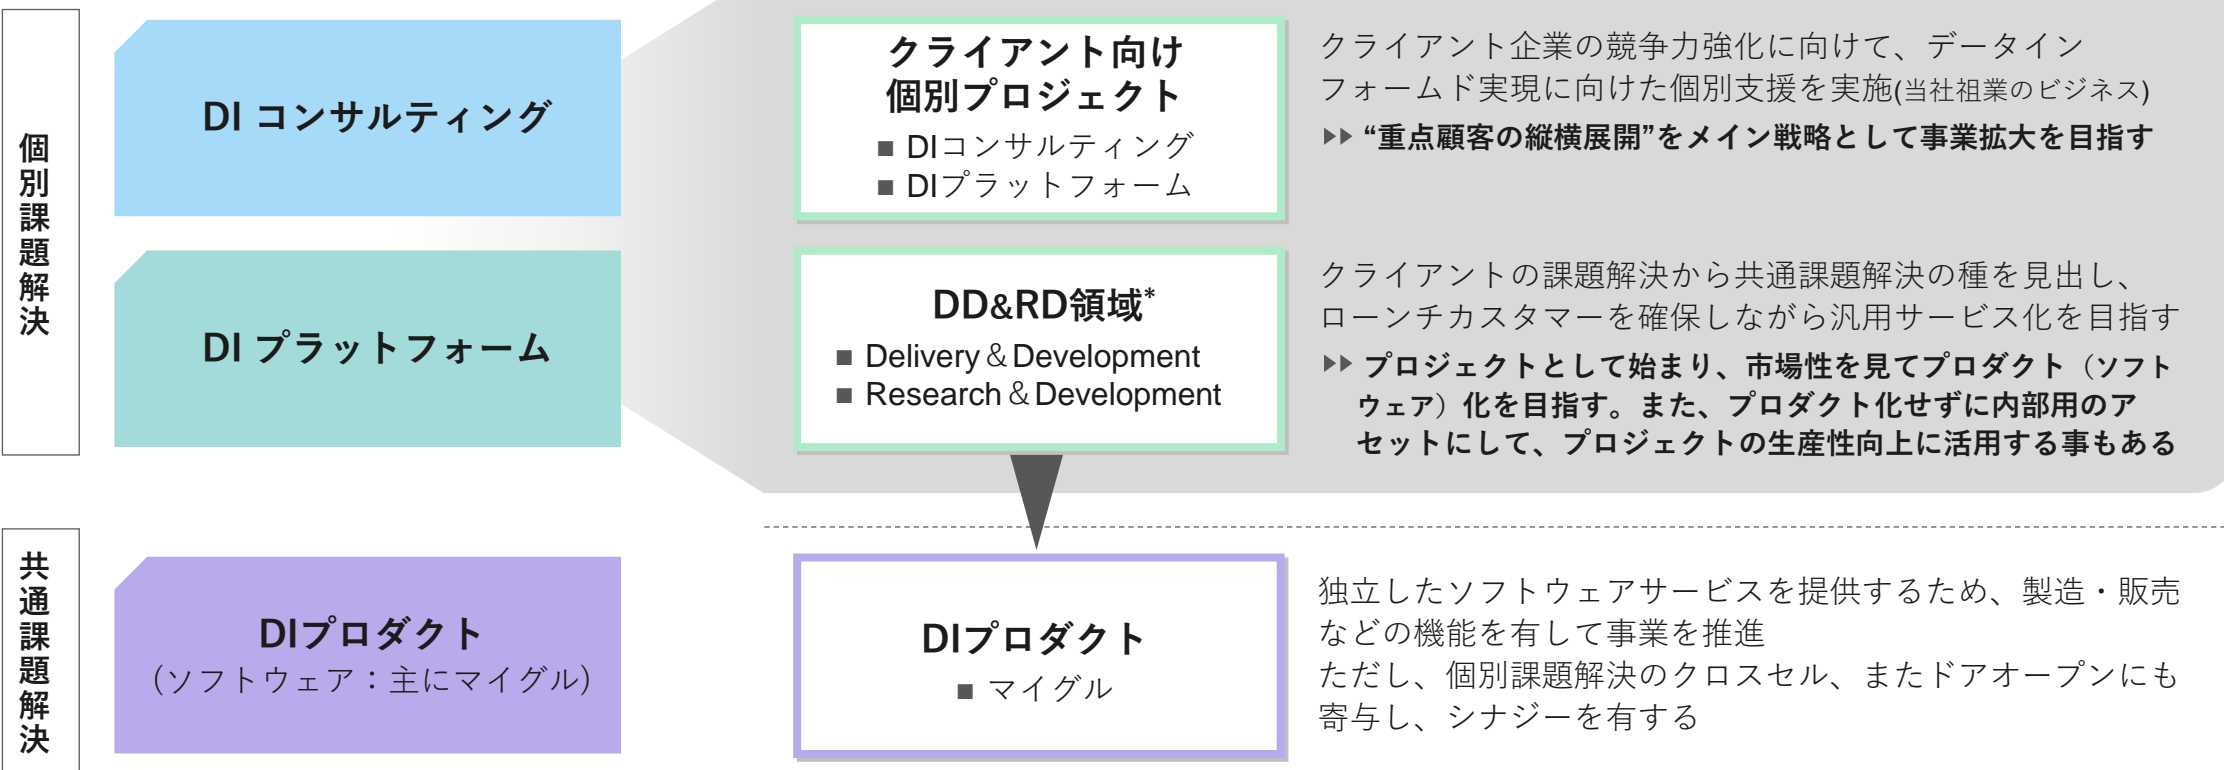 個別課題解決
DI コンサルティング
クライアント向け
個別プロジェクト
■ DIコンサルティング
■ DIプラットフォーム
クライアント企業の競争力強化に向けて、データイン
フォームド実現に向けた個別支援を実施(当社祖業のビジネス)
▶▶ “重点顧客の縦横展開”をメイン戦略として事業拡大を目指す
DI プラットフォーム
DD&RD領域*
■ Delivery＆Development
■ Research＆Development
クライアントの課題解決から共通課題解決の種を見出し、
ローンチカスタマーを確保しながら汎用サービス化を目指す
▶▶ プロジェクトとして始まり、市場性を見てプロダクト（ソフト
ウェア）化を目指す。また、プロダクト化せずに内部用のア
セットにして、プロジェクトの生産性向上に活用する事もある
共通課題解決
DIプロダクト
（ソフトウェア：主にマイグル）
DIプロダクト
■ マイグル
独立したソフトウェアサービスを提供するため、製造・販売
などの機能を有して事業を推進
ただし、個別課題解決のクロスセル、またドアオープンにも
寄与し、シナジーを有する